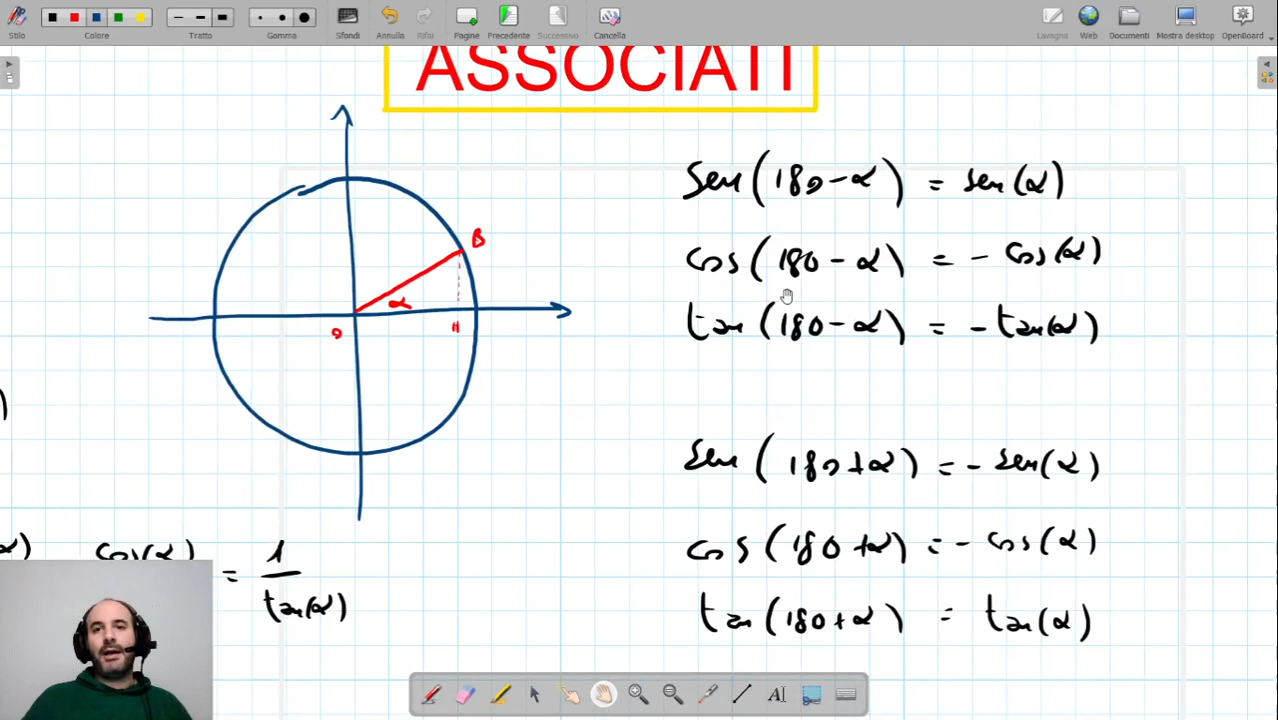 Stilo
Colore
Tratto
Gomma
Sfondi
Annulla
Rifai
Pagine
Precedente
Successivo
Cancella
Lavagna
Web
Documenti
Mostra desktop
OpenBoard
ASSOCIATI
B
α
O
H
sen(180-α) = sen(α)
cos(180-α) = -cos(α)
tan(180-α) = -tan(α)
sen(180+α) = -sen(α)
cos(180+α) = -cos(α)
tan(180+α) = tan(α)
cos(α) = 1
tan(α)